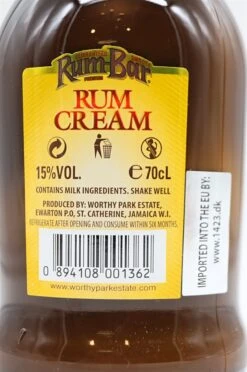 Rum-Bar
PREMIUM
RUM
CREAM
15%VOL.
e 70cL
CONTAINS MILK INGREDIENTS. SHAKE WELL
PRODUCED BY: WORTHY PARK ESTATE,
EWARTON P.O, ST. CATHERINE, JAMAICA W.I.
REFRIGERATE AFTER OPENING AND CONSUME WITHIN SIX MONTHS.
0 894108 001362
www.worthyparkestate.com
IMPORTED INTO THE EU BY:
www.1423.dk